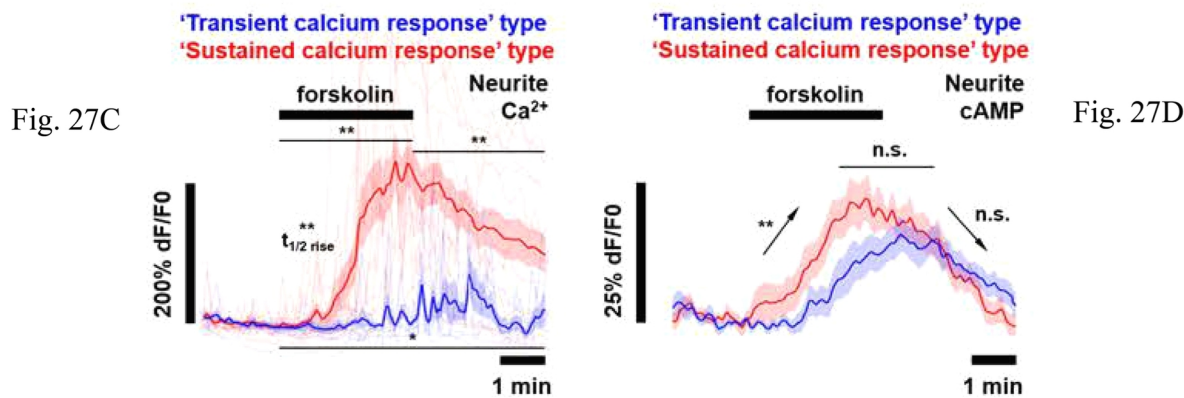 Fig. 27C
'Transient calcium response' type
'Sustained calcium response' type
forskolin
Neurite
Ca²⁺
**
**
**
t1/2 rise
200% dF/F0
*
1 min
'Transient calcium response' type
'Sustained calcium response' type
forskolin
Neurite
cAMP
n.s.
**
n.s.
25% dF/F0
1 min
Fig. 27D